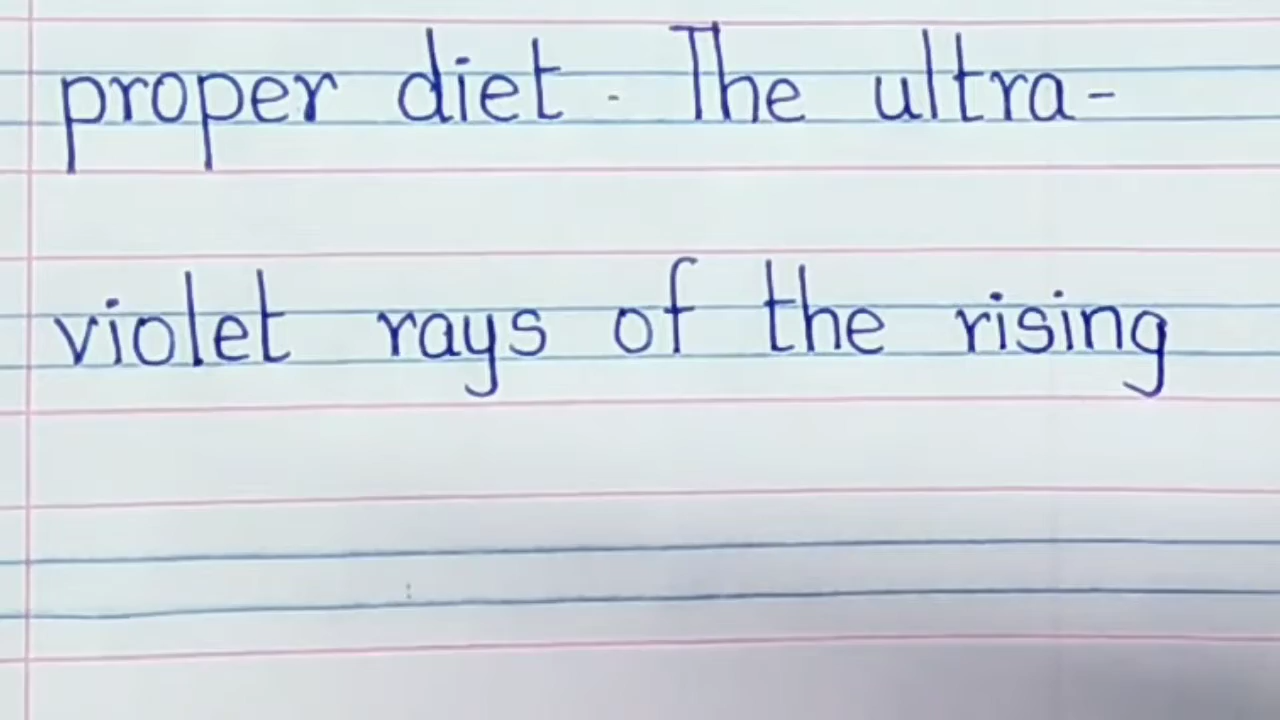 proper diet. The ultra-
violet rays of the rising